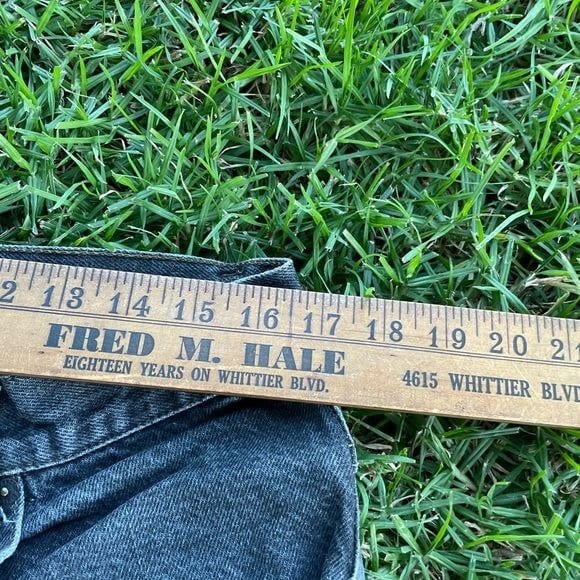 2 13 14 15 16 17 18 19 20 21
FRED M. HALE
EIGHTEEN YEARS ON WHITTIER BLVD.
4615 WHITTIER BLVD